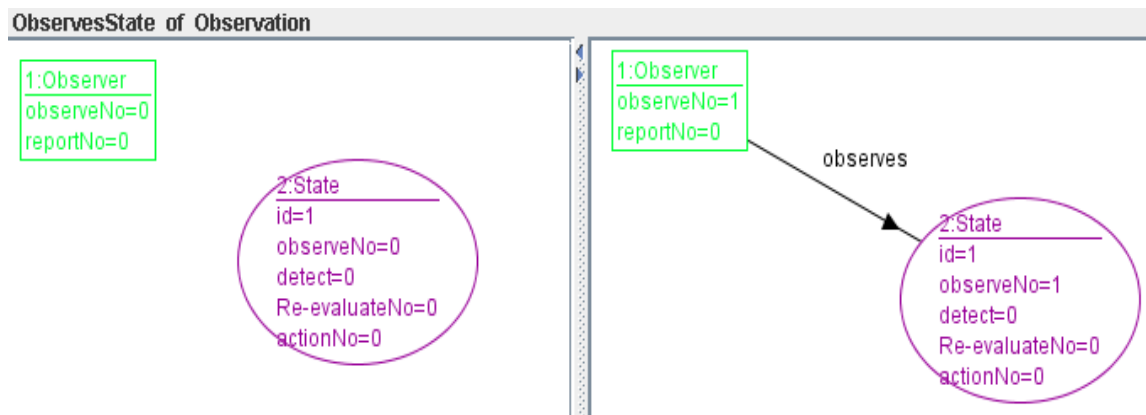 ObservesState of Observation
1:Observer
observeNo=0
reportNo=0
2:State
id=1
observeNo=0
detect=0
Re-evaluateNo=0
actionNo=0
1:Observer
observeNo=1
reportNo=0
observes
2:State
id=1
observeNo=1
detect=0
Re-evaluateNo=0
actionNo=0